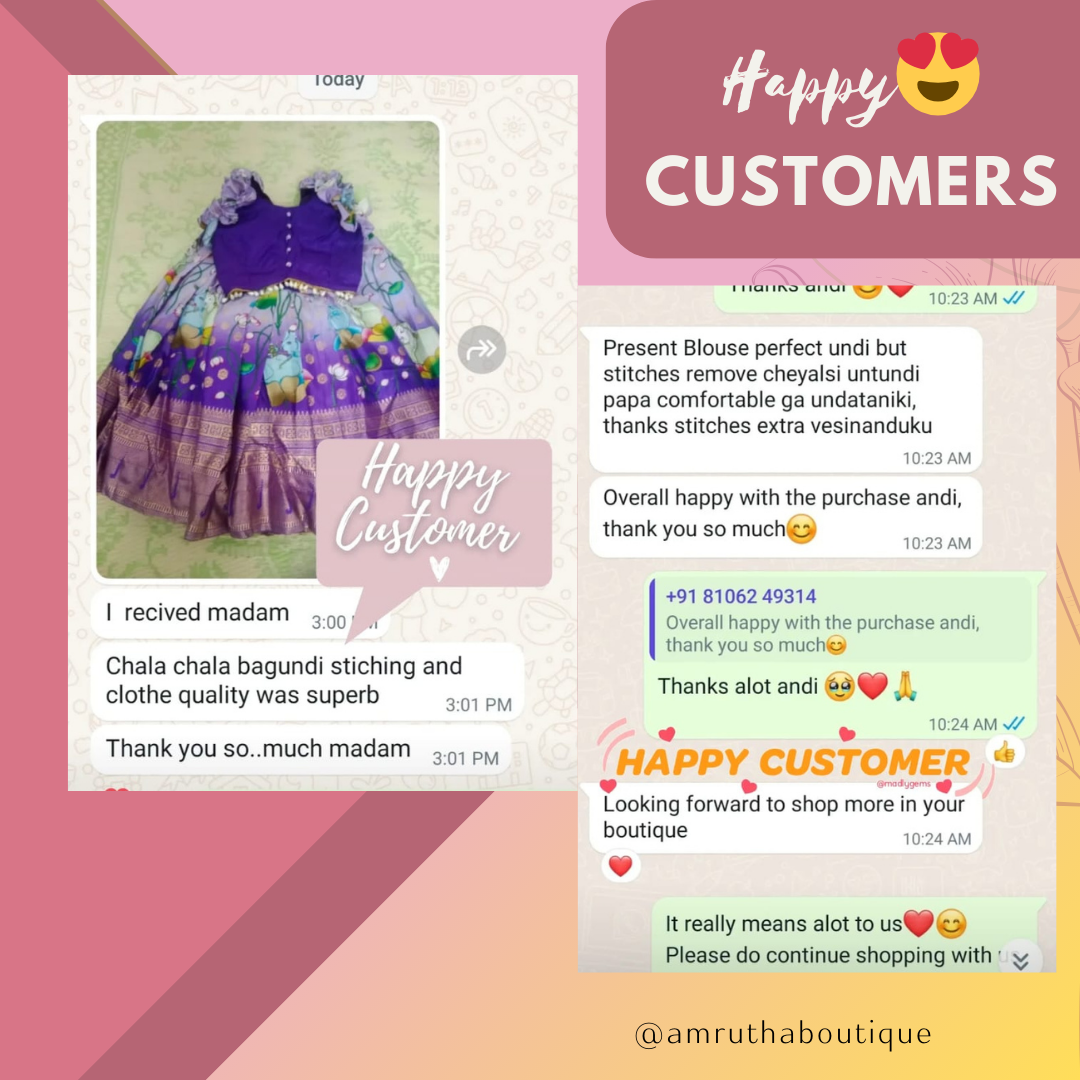 Happy😍
CUSTOMERS
Today
Happy
Customer
I recived madam
3:00
Chala chala bagundi stiching and
clothe quality was superb
3:01 PM
Thank you so..much madam
3:01 PM
Thanks andi 😊❤️
10:23 AM
Present Blouse perfect undi but
stitches remove cheyalsi untundi
papa comfortable ga undataniki,
thanks stitches extra vesinanduku
10:23 AM
Overall happy with the purchase andi,
thank you so much😊
10:23 AM
+91 81062 49314
Overall happy with the purchase andi,
thank you so much😊
Thanks alot andi 🥹❤️🙏
10:24 AM
HAPPY CUSTOMER
@madlygems
Looking forward to shop more in your
boutique
10:24 AM
It really means alot to us❤️😊
Please do continue shopping with
@amruthaboutique